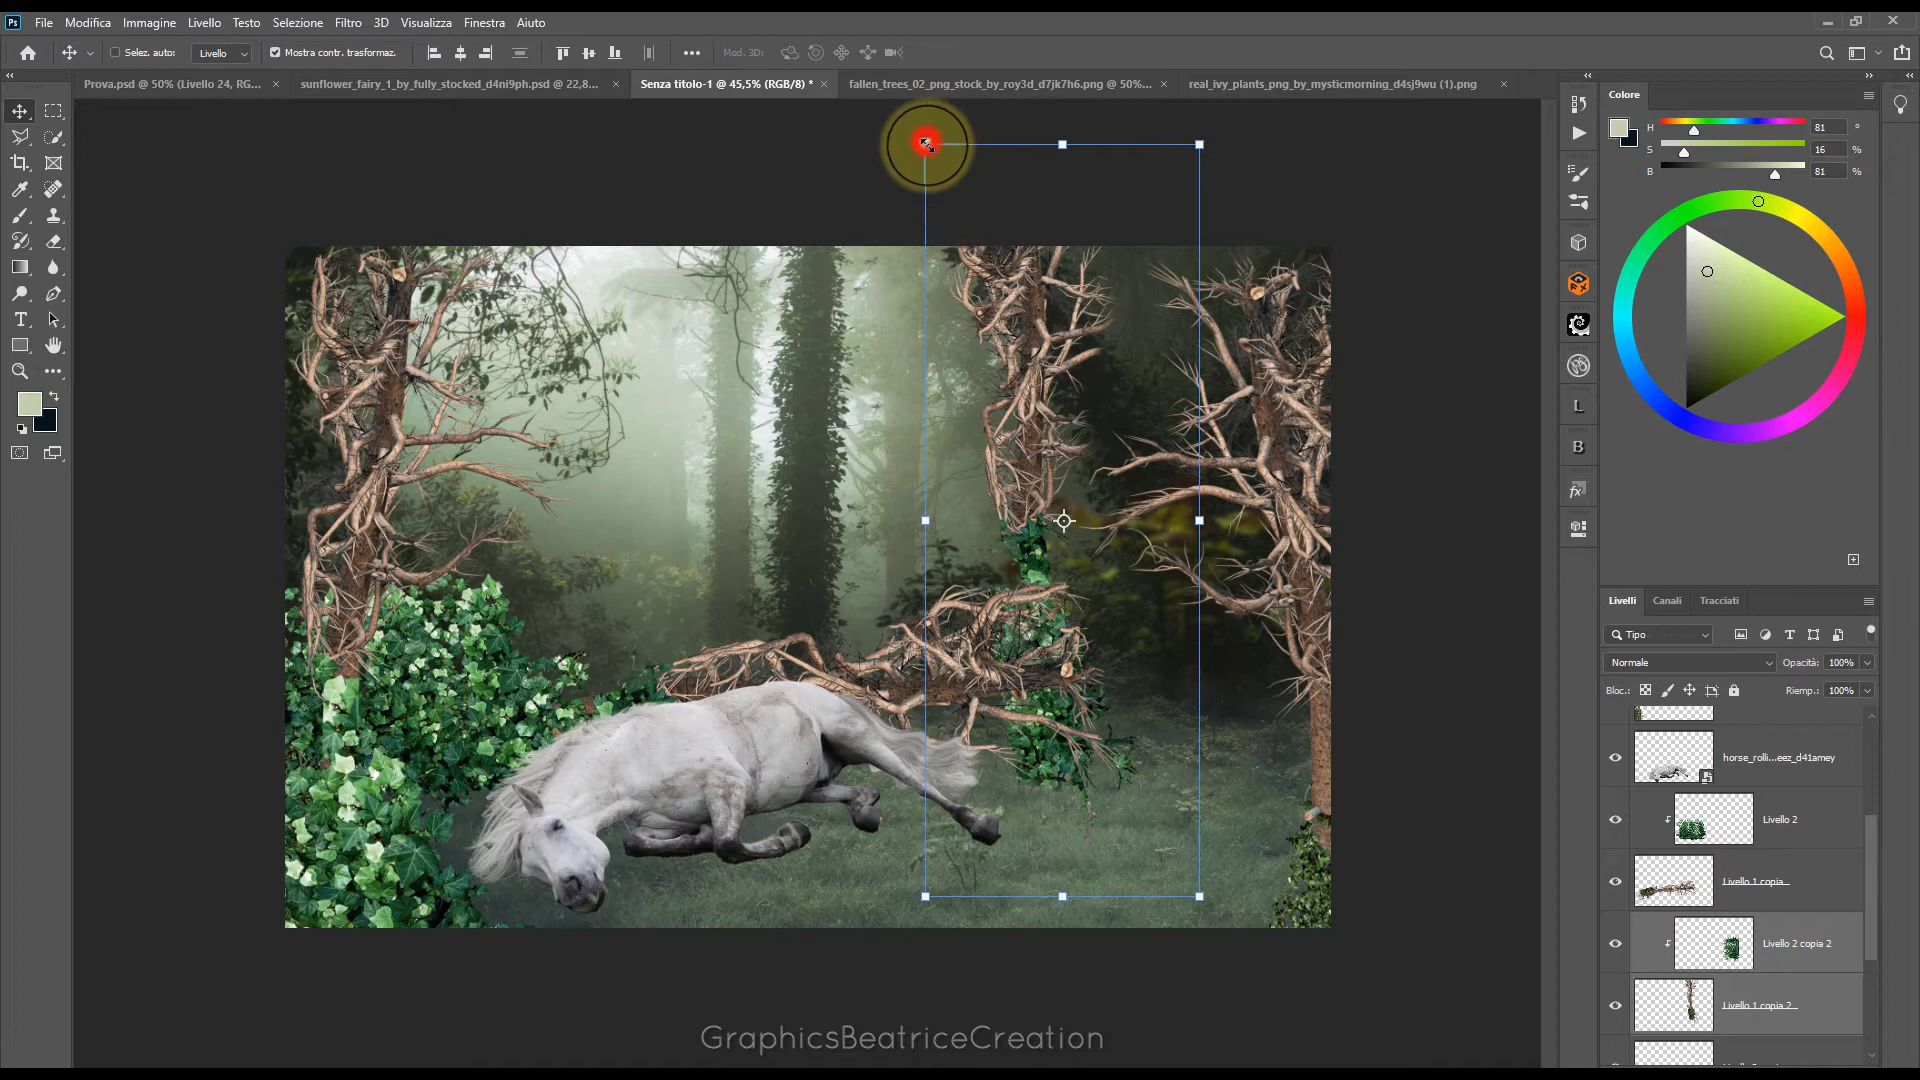 Ps File Modifica Immagine Livello Testo Selezione Filtro 3D Visualizza Finestra Aiuto
Selez. auto: Livello Mostra contr. trasformaz. Mod. 3D:
Prova.psd @ 50% (Livello 24, RG... sunflower_fairy_1_by_fully_stocked_d4ni9ph.psd @ 22,8... Senza titolo-1 @ 45,5% (RGB/8) * fallen_trees_02_png_stock_by_roy3d_d7jk7h6.png @ 50%... real_ivy_plants_png_by_mysticmorning_d4sj9wu (1).png
Colore
H 81 °
S 16 %
B 81 %
L
B
fx
Livelli Canali Tracciati
Tipo
Normale Opacità: 100%
Bloc.: Riemp.: 100%
horse_rolli...eez_d41amey
Livello 2
Livello 1 copia
Livello 2 copia 2
Livello 1 copia 2
GraphicsBeatriceCreation